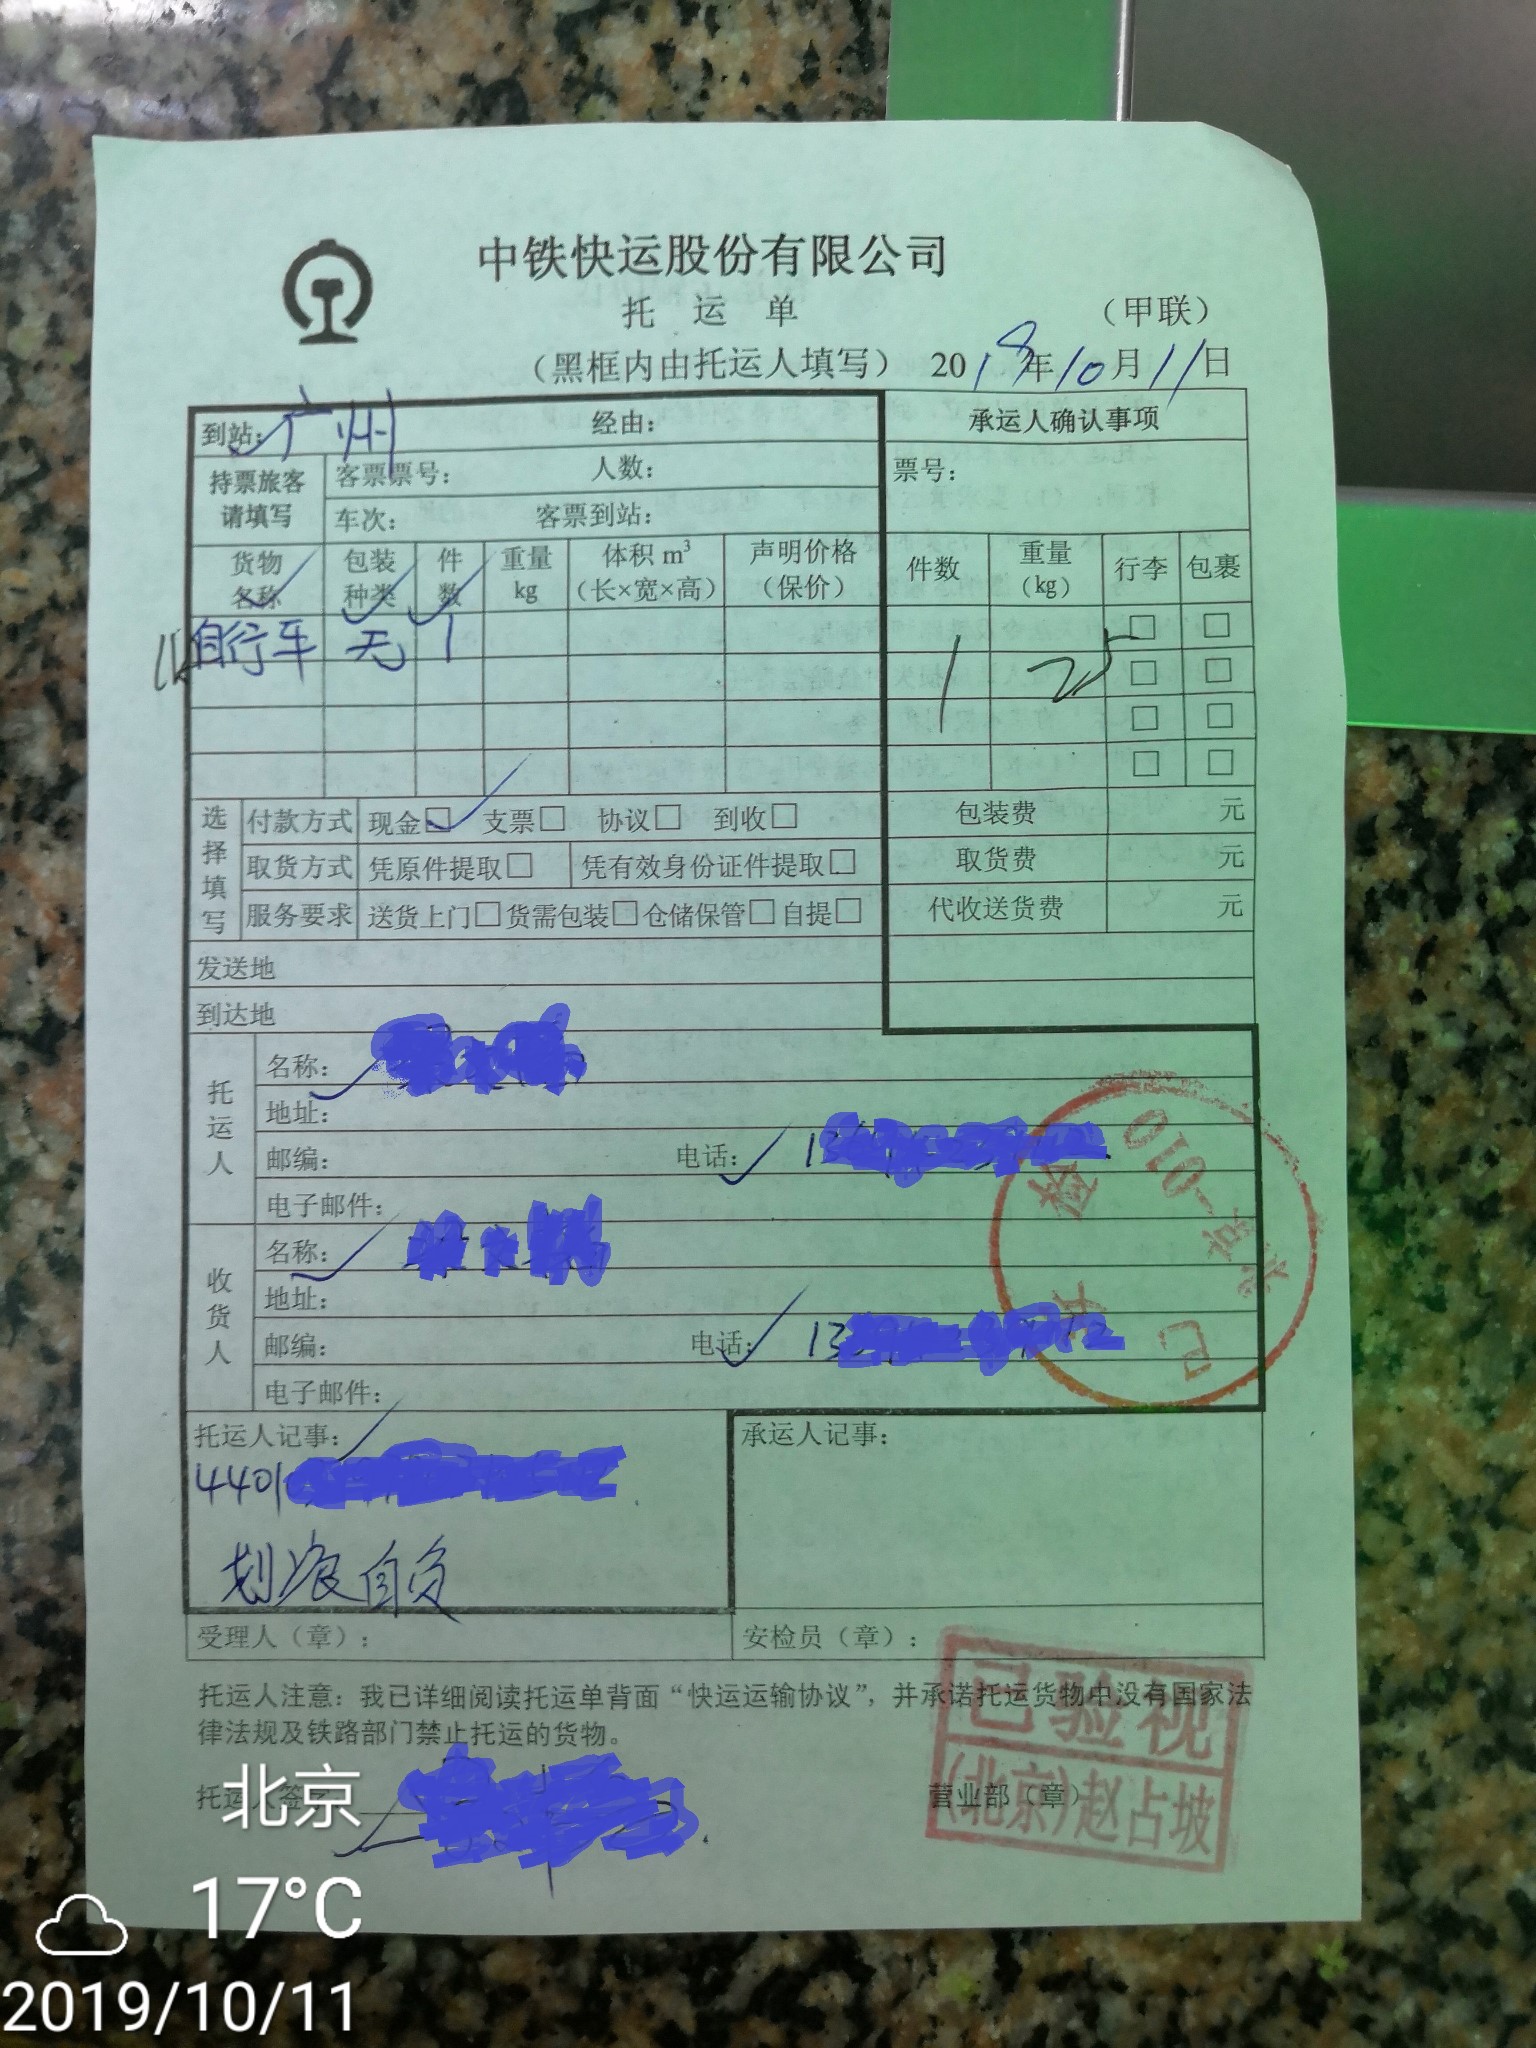 中铁快运股份有限公司
托运单
（甲联）
（黑框内由托运人填写） 2019年10月11日
到站：广州 经由：
承运人确认事项
持票旅客请填写
客票票号： 人数：
票号：
车次： 客票到站：
货物名称 包装种类 件数 重量kg 体积m³（长×宽×高） 声明价格（保价） 件数 重量（kg） 行李 包裹
自行车 无 1 1 25 □ □
□ □
□ □
□ □
选择填写
付款方式 现金□ 支票□ 协议□ 到收□ 包装费 元
取货方式 凭原件提取□ 凭有效身份证件提取□ 取货费 元
服务要求 送货上门□ 货需包装□ 仓储保管□ 自提□ 代收送货费 元
发送地
到达地
托运人
名称：
地址：
邮编： 电话：
电子邮件：
收货人
名称：
地址：
邮编： 电话：
电子邮件：
托运人记事： 承运人记事：
4401
划痕自负
受理人（章）： 安检员（章）：
托运人注意：我已详细阅读托运单背面“快运运输协议”，并承诺托运货物中没有国家法
律法规及铁路部门禁止托运的货物。
营业部（章）
已验视
(北京)赵占坡
北京
17°C
2019/10/11